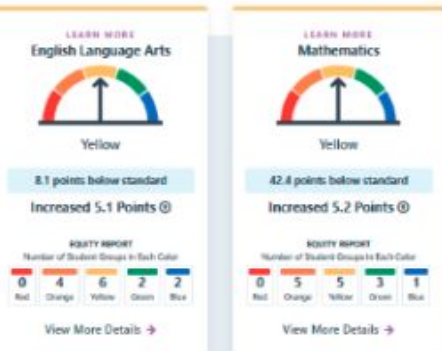 LEARN MORE
English Language Arts
Yellow
8.1 points below standard
Increased 5.1 Points
EQUITY REPORT
Number of Student Groups in Each Color
0 4 6 2 2
Red Orange Yellow Green Blue
View More Details →
LEARN MORE
Mathematics
Yellow
42.4 points below standard
Increased 5.2 Points
EQUITY REPORT
Number of Student Groups in Each Color
0 5 5 3 1
Red Orange Yellow Green Blue
View More Details →